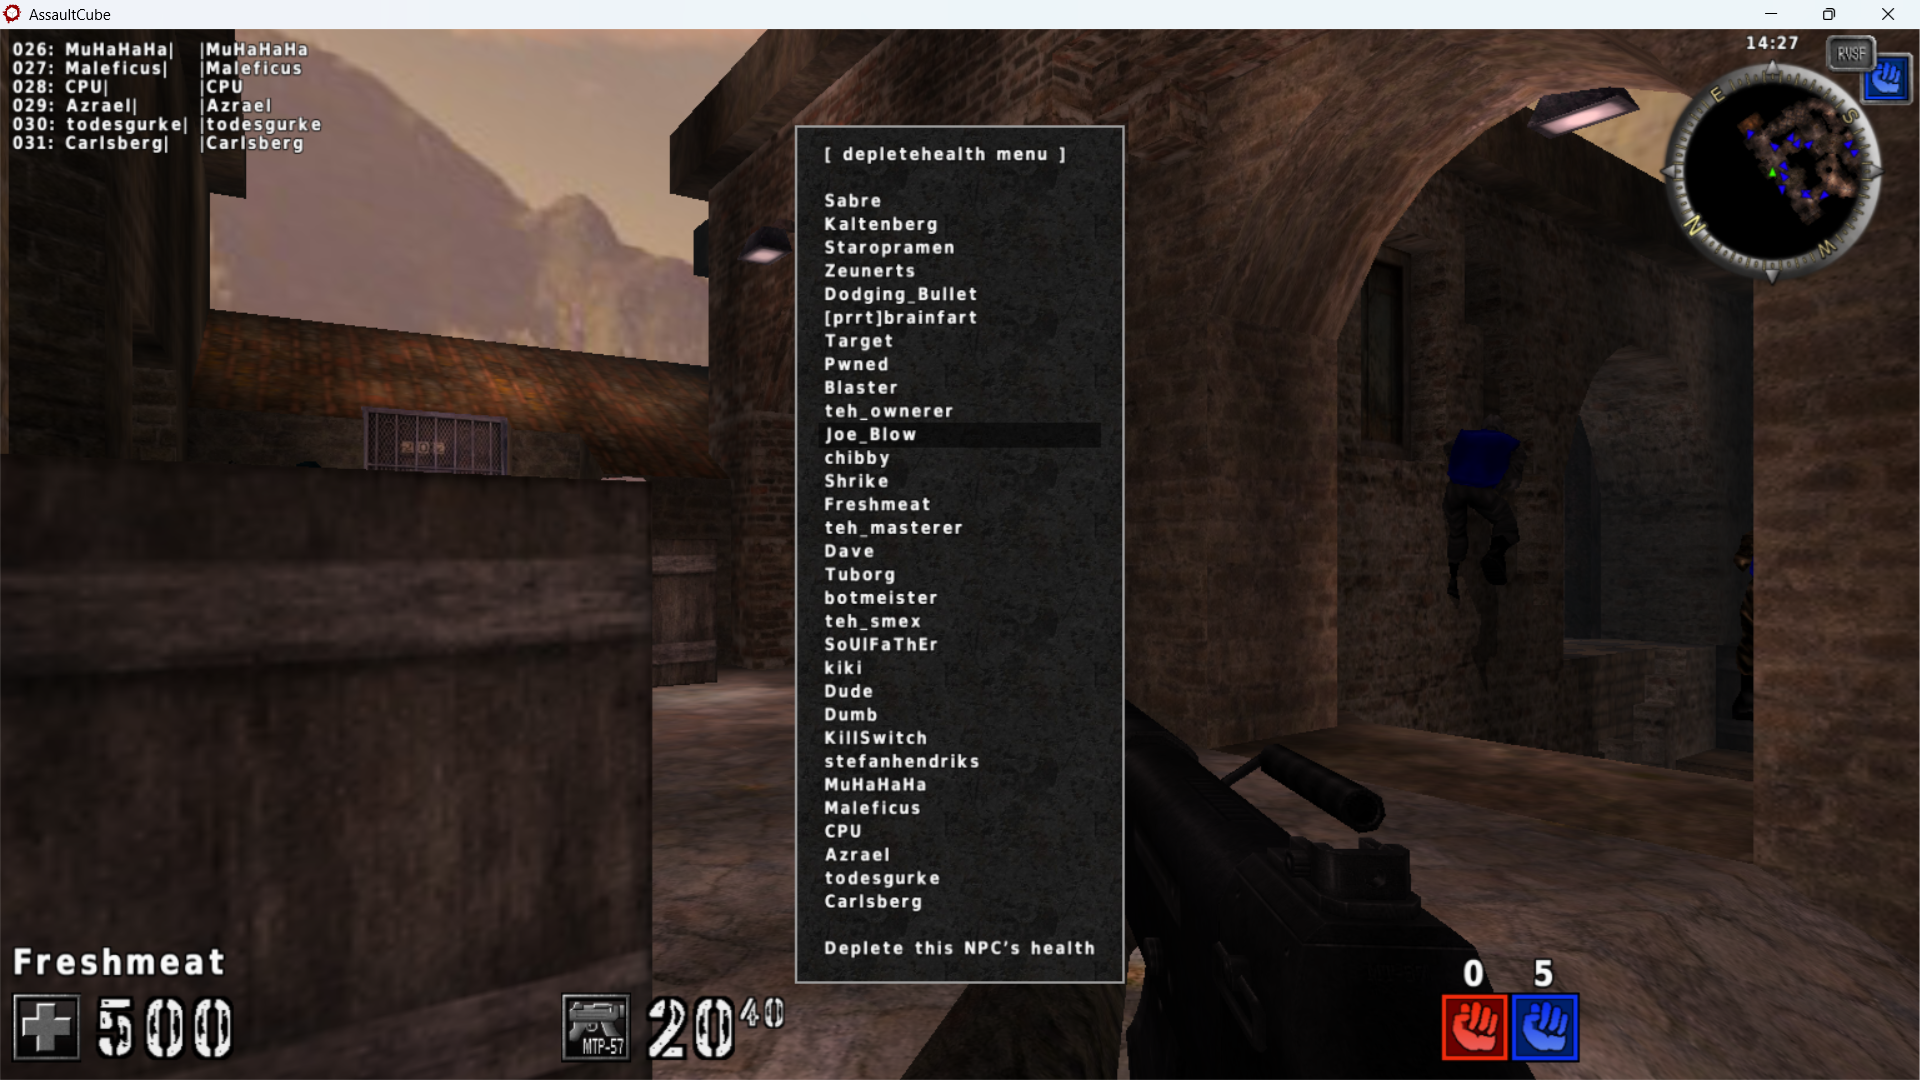 AssaultCube
026: MuHaHaHa| |MuHaHaHa
027: Maleficus| |Maleficus
028: CPU| |CPU
029: Azrael| |Azrael
030: todesgurke| |todesgurke
031: Carlsberg| |Carlsberg
14:27
RVSF
E
S
N
W
[ depletehealth menu ]
Sabre
Kaltenberg
Staropramen
Zeunerts
Dodging_Bullet
[prrt]brainfart
Target
Pwned
Blaster
teh_ownerer
Joe_Blow
chibby
Shrike
Freshmeat
teh_masterer
Dave
Tuborg
botmeister
teh_smex
SoUlFaThEr
kiki
Dude
Dumb
KillSwitch
stefanhendriks
MuHaHaHa
Maleficus
CPU
Azrael
todesgurke
Carlsberg
Deplete this NPC's health
Freshmeat
500
MTP-57
20 40
0 5